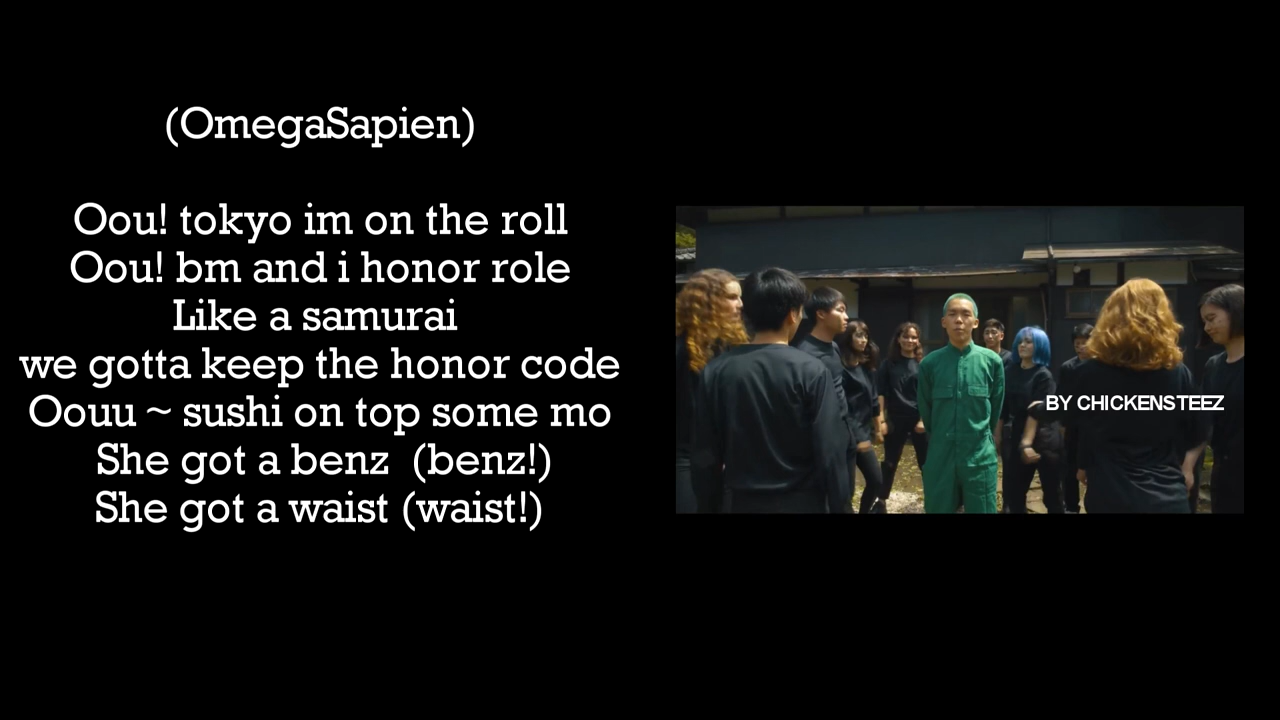 (OmegaSapien)
Oou! tokyo im on the roll
Oou! bm and i honor role
Like a samurai
we gotta keep the honor code
Oouu ~ sushi on top some mo
She got a benz (benz!)
She got a waist (waist!)
BY CHICKENSTEEZ